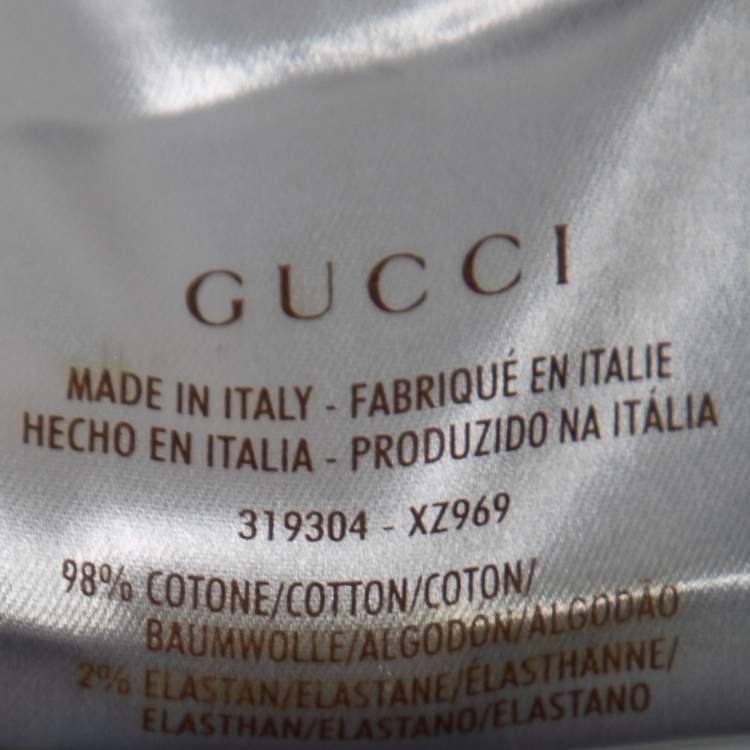 GUCCI
MADE IN ITALY - FABRIQUÉ EN ITALIE
HECHO EN ITALIA - PRODUZIDO NA ITÁLIA
319304 - XZ969
98% COTONE/COTTON/COTON/
BAUMWOLLE/ALGODON/ALGODÃO
2% ELASTAN/ELASTANE/ÉLASTHANNE/
ELASTHAN/ELASTANO/ELASTANO